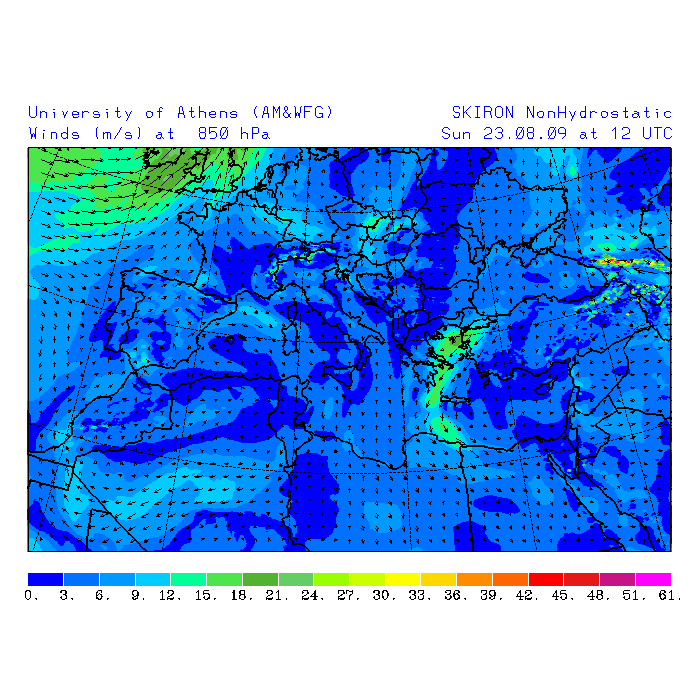 University of Athens (AM&WFG) SKIRON NonHydrostatic
Winds (m/s) at 850 hPa Sun 23.08.09 at 12 UTC
0. 3. 6. 9. 12. 15. 18. 21. 24. 27. 30. 33. 36. 39. 42. 45. 48. 51. 61.